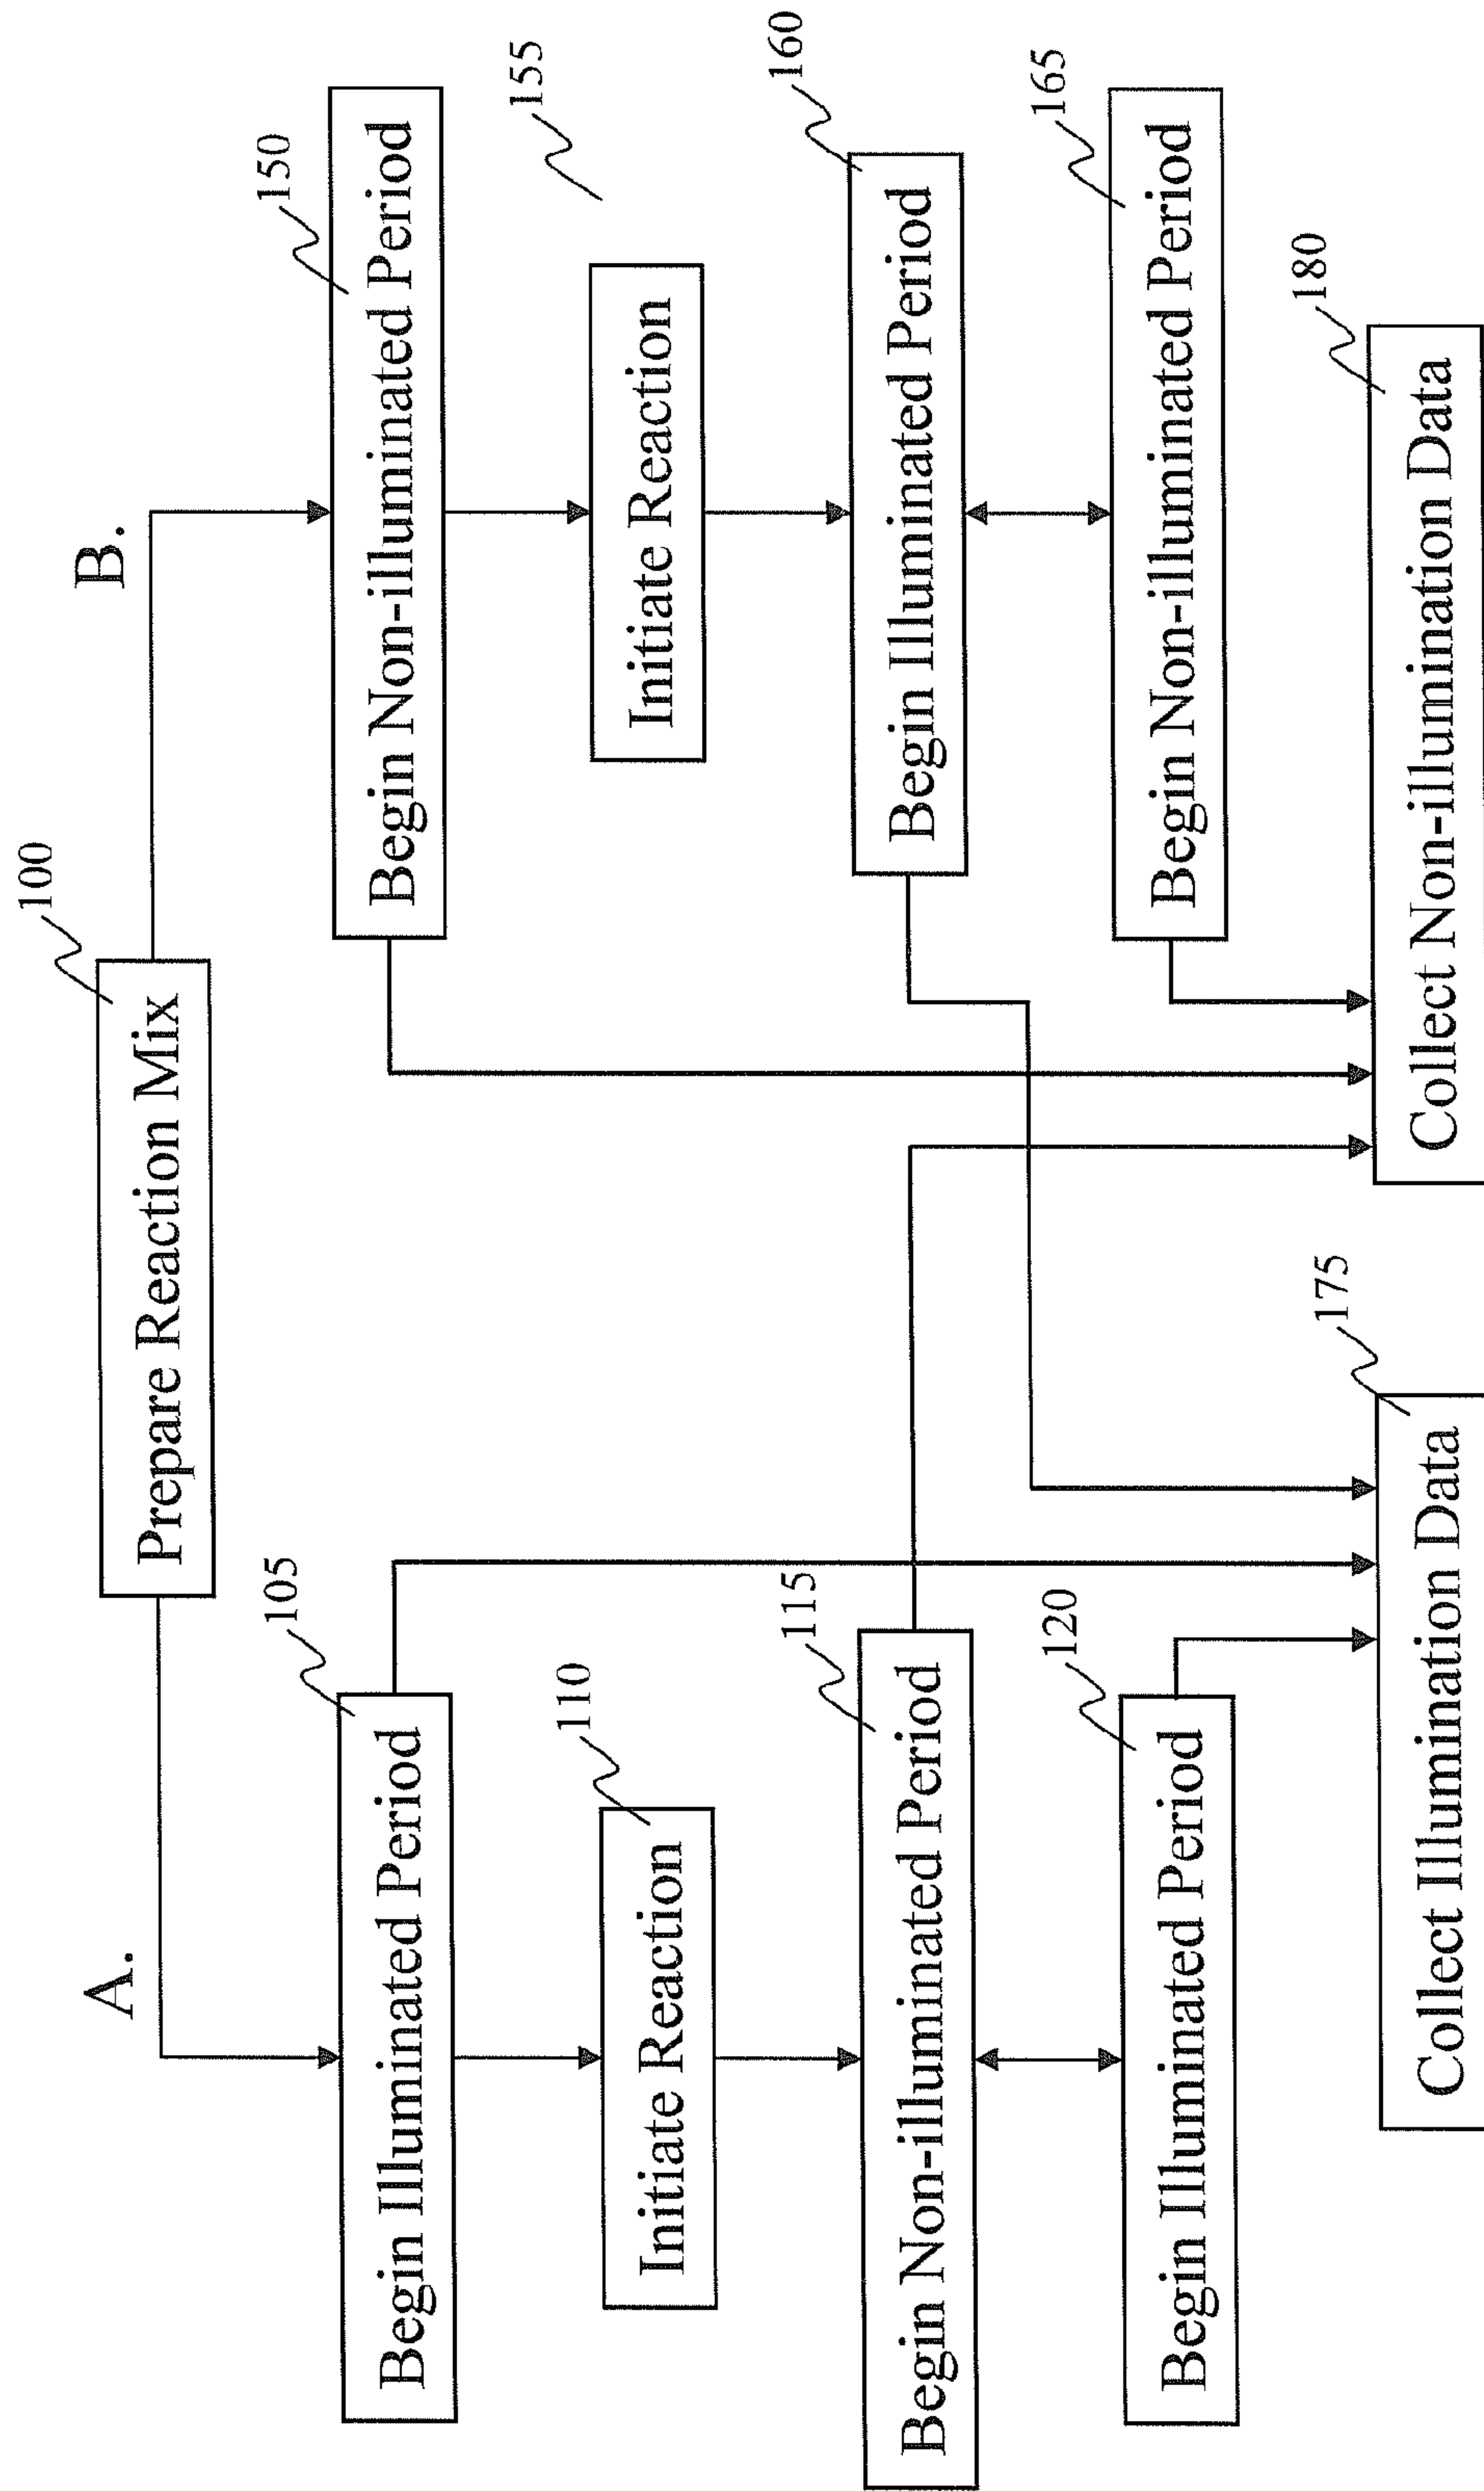 100
Prepare Reaction Mix
A.
B.
105
Begin Illuminated Period
150
Begin Non-illuminated Period
110
Initiate Reaction
155
Initiate Reaction
115
Begin Non-illuminated Period
160
Begin Illuminated Period
120
Begin Illuminated Period
165
Begin Non-illuminated Period
175
Collect Illumination Data
180
Collect Non-illumination Data